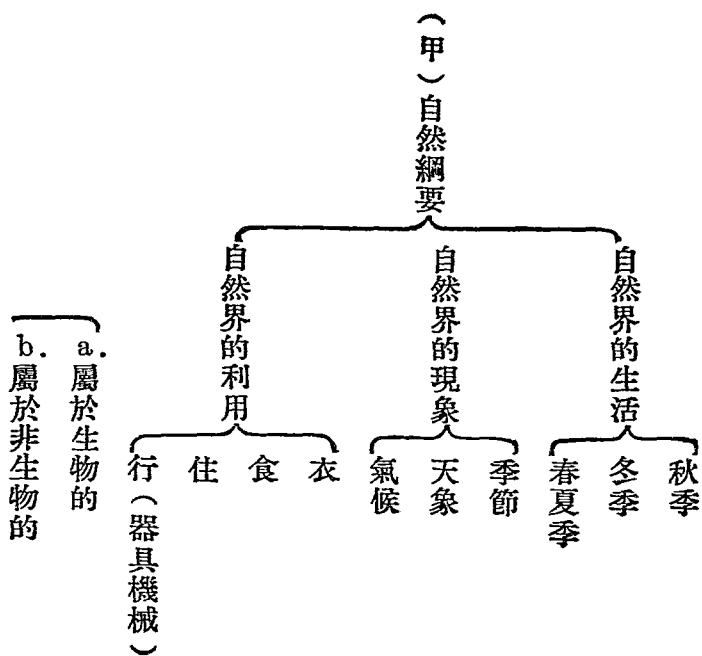 （甲）自然綱要
自然界的生活
秋季
冬季
春夏季
自然界的現象
季節
天象
氣候
自然界的利用
衣
食
住
行（器具機械）
a. 屬於生物的
b. 屬於非生物的